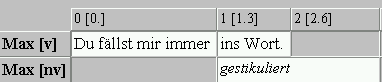 0 [0.] 1 [1.3] 2 [2.6]
Max [v] Du fällst mir immer ins Wort.
Max [nv] gestikuliert